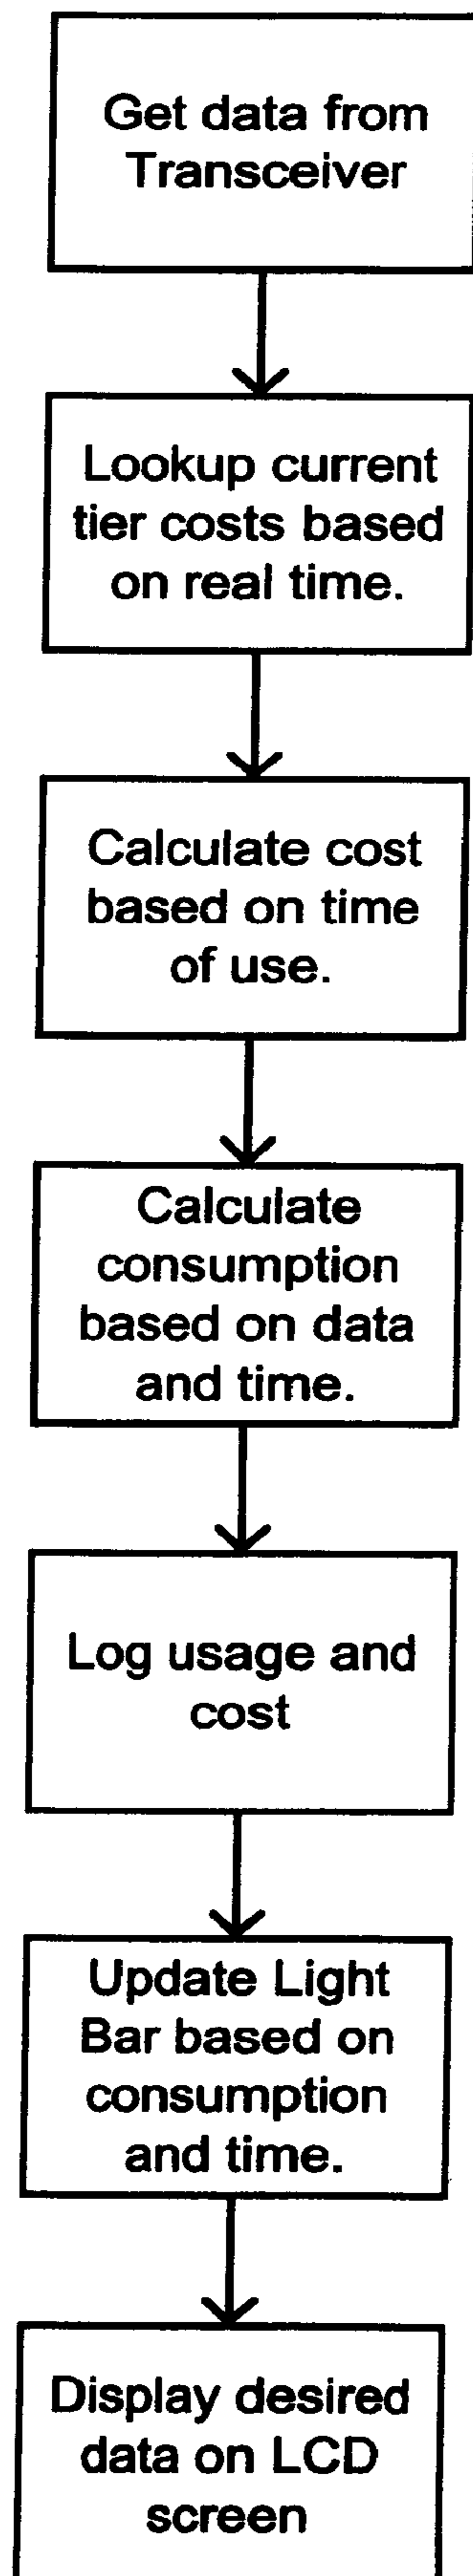 Get data from
Transceiver
Lookup current
tier costs based
on real time.
Calculate cost
based on time
of use.
Calculate
consumption
based on data
and time.
Log usage and
cost
Update Light
Bar based on
consumption
and time.
Display desired
data on LCD
screen